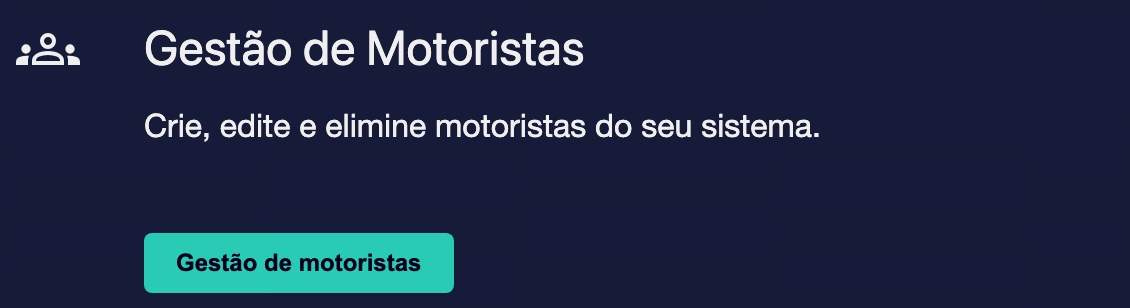 Gestão de Motoristas
Crie, edite e elimine motoristas do seu sistema.
Gestão de motoristas